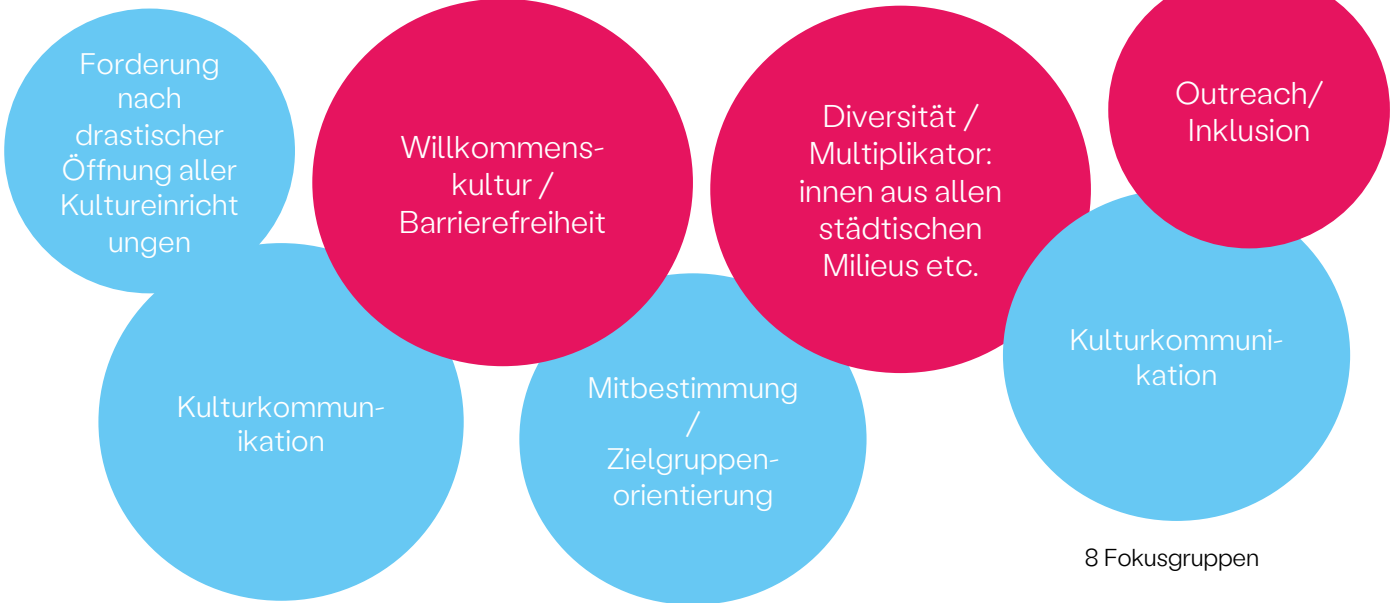 Forderung
nach
drastischer
Öffnung aller
Kultureinricht
ungen
Willkommens-
kultur /
Barrierefreiheit
Diversität /
Multiplikator:
innen aus allen
städtischen
Milieus etc.
Outreach/
Inklusion
Kulturkommun-
ikation
Mitbestimmung
/
Zielgruppen-
orientierung
Kulturkommuni-
kation
8 Fokusgruppen